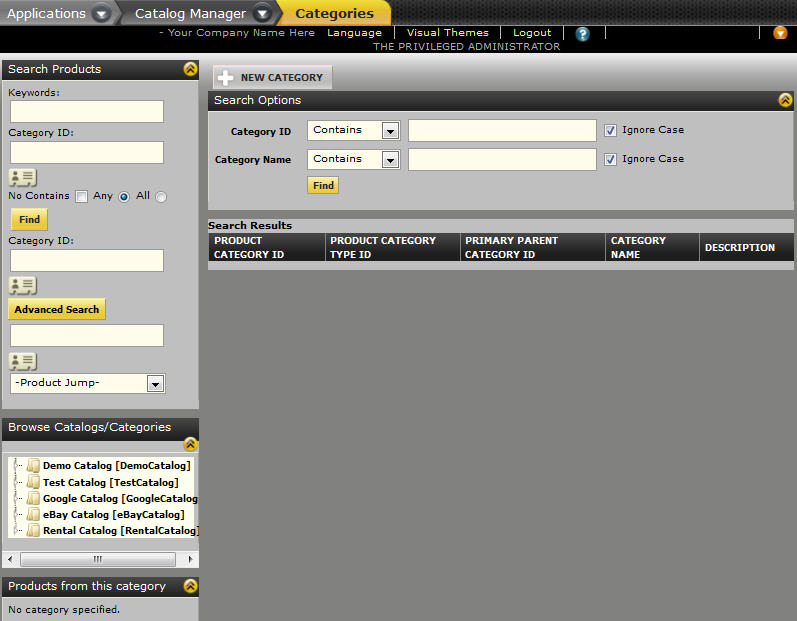 Applications Catalog Manager Categories
- Your Company Name Here Language Visual Themes Logout ?
THE PRIVILEGED ADMINISTRATOR
Search Products
Keywords:
Category ID:
No Contains Any All
Find
Category ID:
Advanced Search
-Product Jump-
Browse Catalogs/Categories
Demo Catalog [DemoCatalog]
Test Catalog [TestCatalog]
Google Catalog [GoogleCatalog
eBay Catalog [eBayCatalog]
Rental Catalog [RentalCatalog]
Products from this category
No category specified.
NEW CATEGORY
Search Options
Category ID Contains Ignore Case
Category Name Contains Ignore Case
Find
Search Results
PRODUCT CATEGORY ID
PRODUCT CATEGORY TYPE ID
PRIMARY PARENT CATEGORY ID
CATEGORY NAME
DESCRIPTION